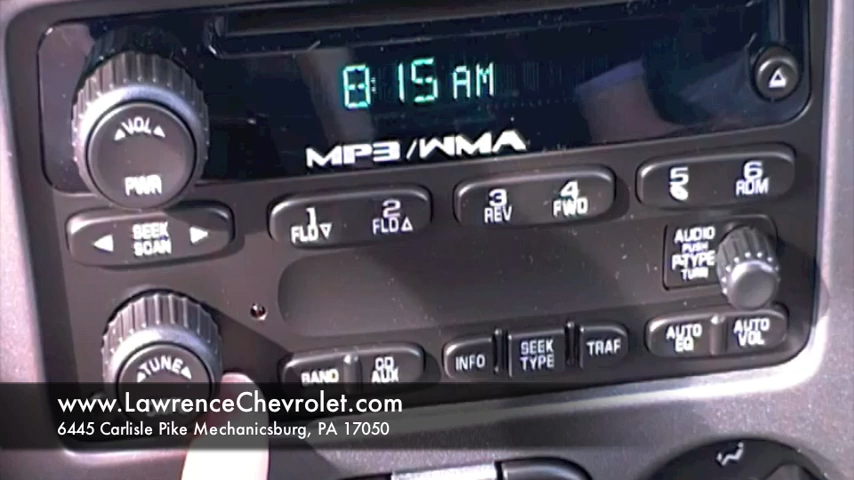 8:15 AM
MP3/WMA
VOL
PWR
SEEK
SCAN
1
FLD
2
FLD
3
REV
4
FWD
5
6
RDM
AUDIO
PUSH
P-TYPE
TURN
TUNE
BAND
CD
AUX
INFO
SEEK
TYPE
TRAF
AUTO
EQ
AUTO
VOL
www.LawrenceChevrolet.com
6445 Carlisle Pike Mechanicsburg, PA 17050